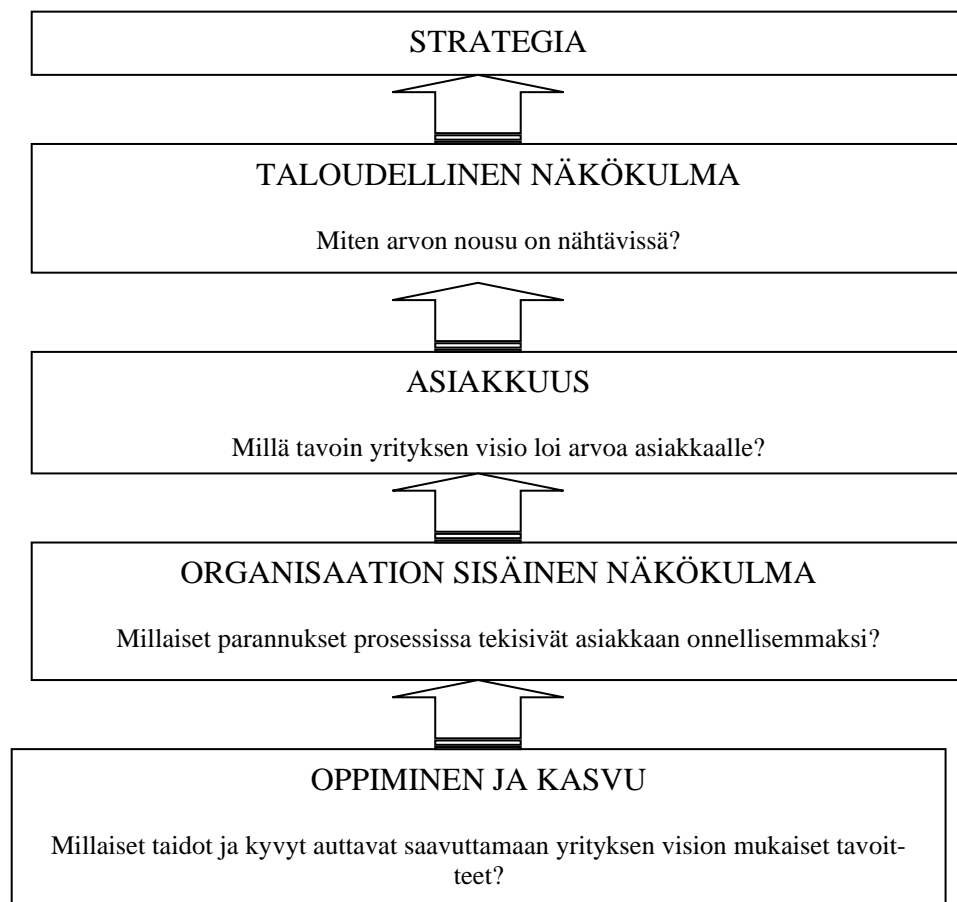 STRATEGIA
TALOUDELLINEN NÄKÖKULMA
Miten arvon nousu on nähtävissä?
ASIAKKUUS
Millä tavoin yrityksen visio loi arvoa asiakkaalle?
ORGANISAATION SISÄINEN NÄKÖKULMA
Millaiset parannukset prosessissa tekisivät asiakkaan onnellisemmaksi?
OPPIMINEN JA KASVU
Millaiset taidot ja kyvyt auttavat saavuttamaan yrityksen vision mukaiset tavoit-
teet?